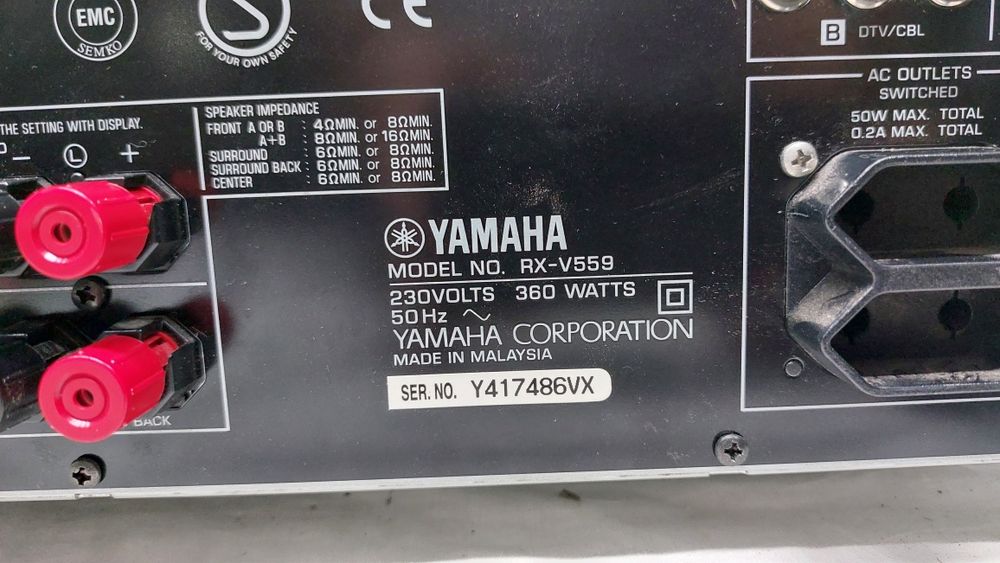 EMC
SEMKO
S
FOR YOUR OWN SAFETY
CE
B DTV/CBL
AC OUTLETS
SWITCHED
50W MAX. TOTAL
0.2A MAX. TOTAL
THE SETTING WITH DISPLAY.
− L +
SPEAKER IMPEDANCE
FRONT A OR B : 4ΩMIN. or 8ΩMIN.
A+B : 8ΩMIN. or 16ΩMIN.
SURROUND : 6ΩMIN. or 8ΩMIN.
SURROUND BACK : 6ΩMIN. or 8ΩMIN.
CENTER : 6ΩMIN. or 8ΩMIN.
YAMAHA
MODEL NO. RX-V559
230VOLTS 360 WATTS
50Hz ~
YAMAHA CORPORATION
MADE IN MALAYSIA
SER. NO. Y417486VX
BACK